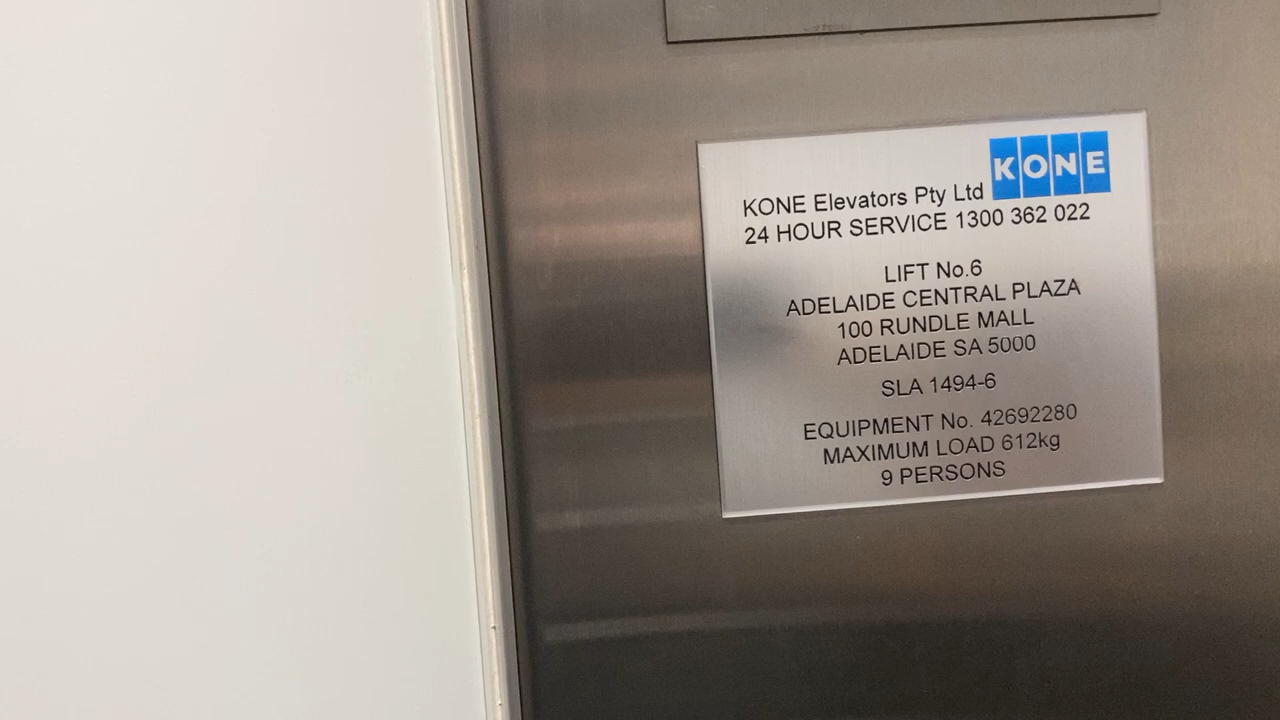 KONE
KONE Elevators Pty Ltd
24 HOUR SERVICE 1300 362 022
LIFT No.6
ADELAIDE CENTRAL PLAZA
100 RUNDLE MALL
ADELAIDE SA 5000
SLA 1494-6
EQUIPMENT No. 42692280
MAXIMUM LOAD 612kg
9 PERSONS